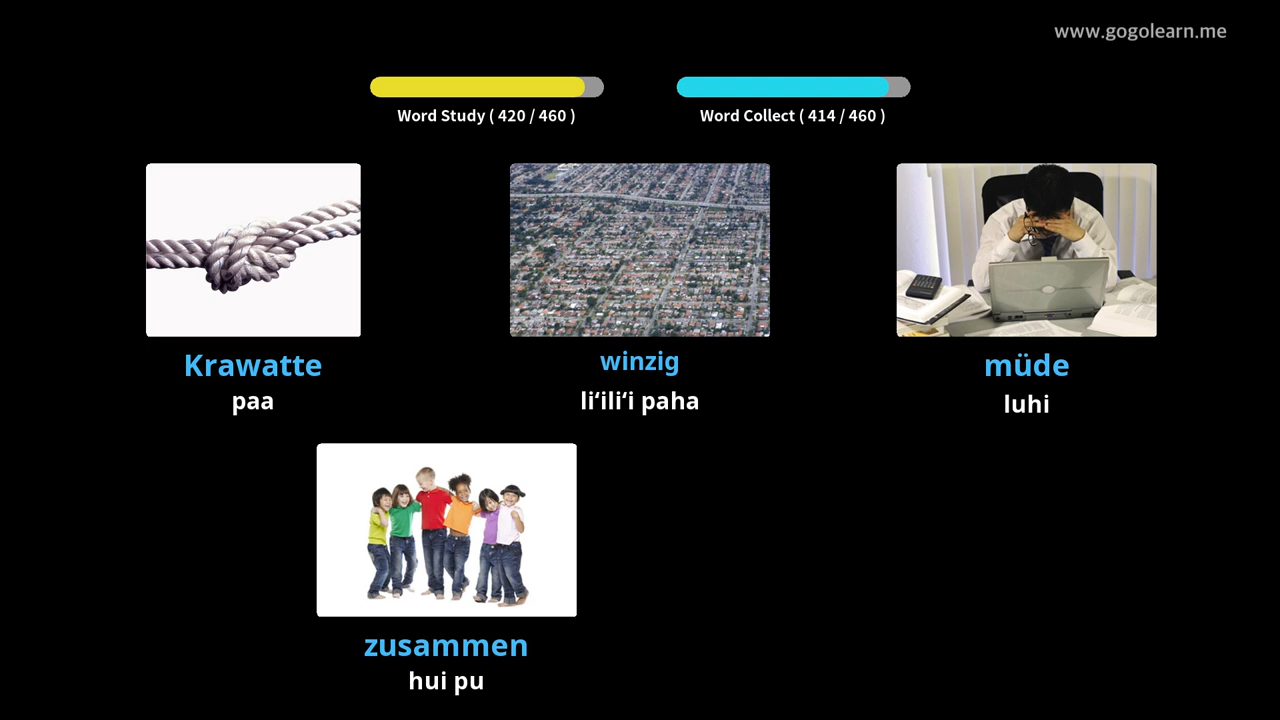 www.gogolearn.me
Word Study ( 420 / 460 )
Word Collect ( 414 / 460 )
Krawatte
paa
winzig
liʻiliʻi paha
müde
luhi
zusammen
hui pu